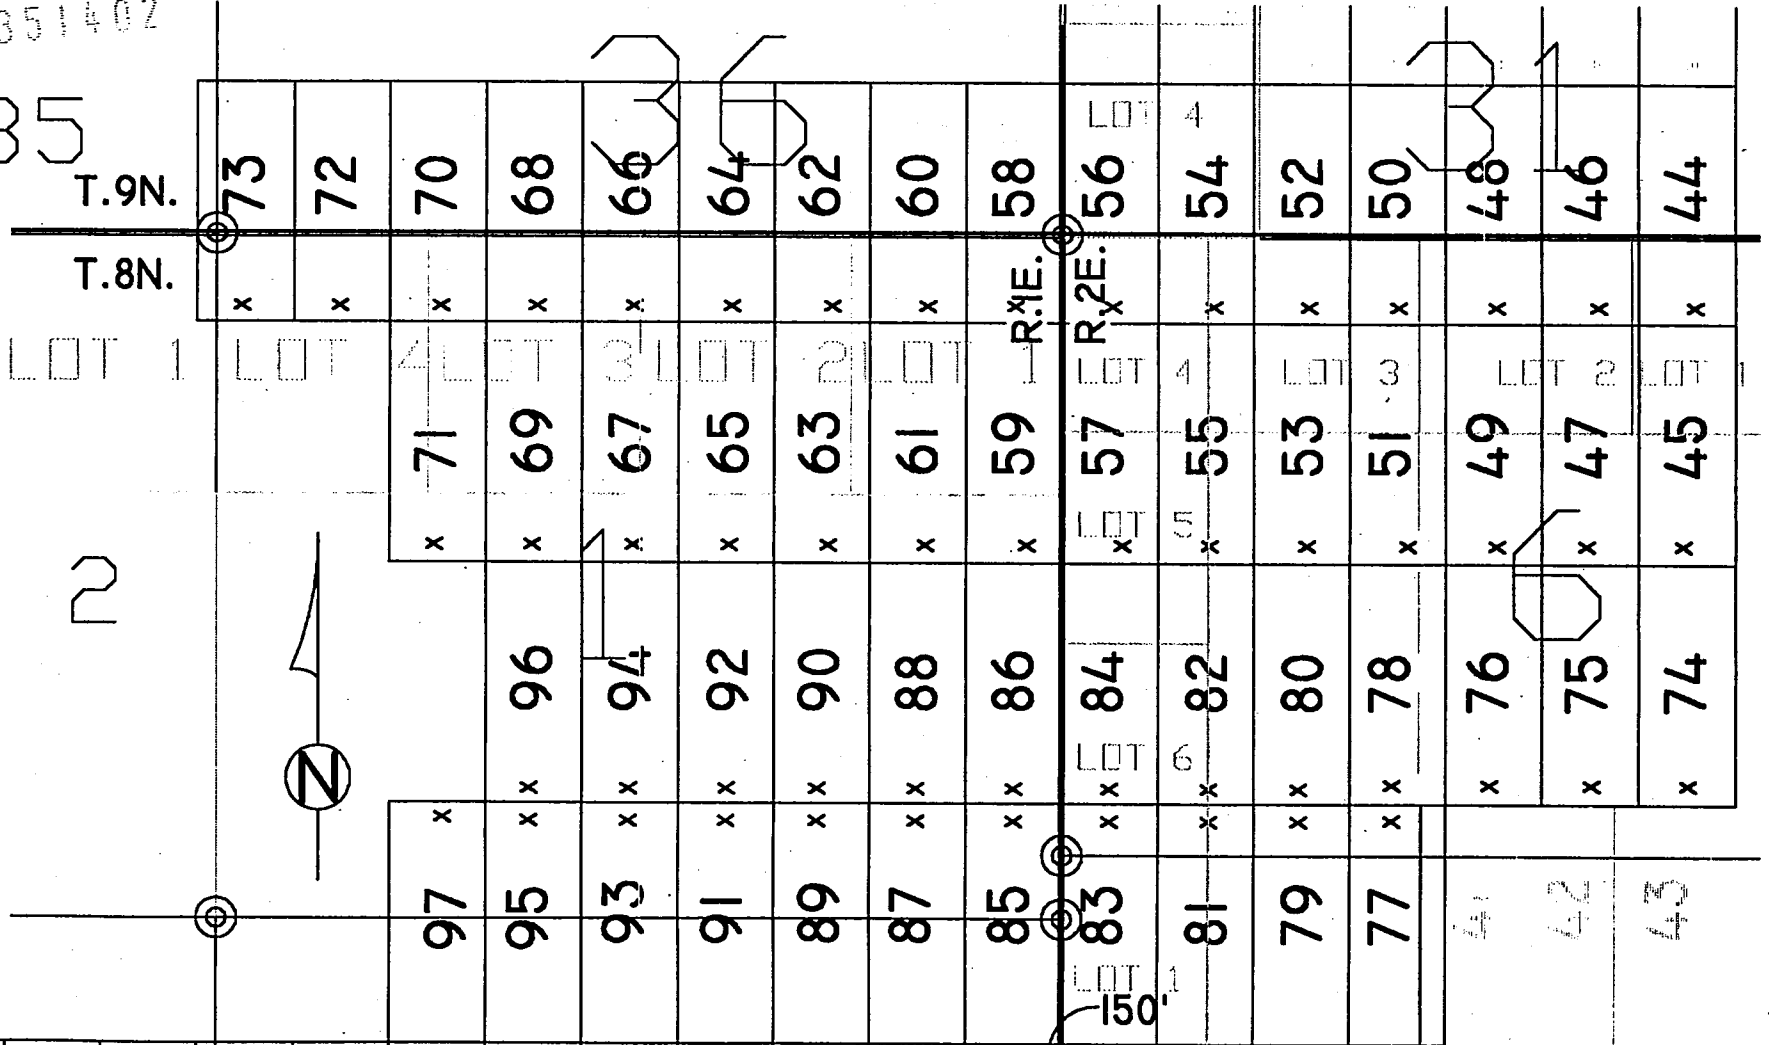 351402
35 36 31
LOT 4
T.9N. 73 72 70 68 66 64 62 60 58 56 54 52 50 48 46 44
T.8N. R.1E. R.2E.
x x x x x x x x x x x x x x x x
LOT 1 LOT 4 LOT 3 LOT 2 LOT 1 LOT 4 LOT 3 LOT 2 LOT 1
71 69 67 65 63 61 59 57 55 53 51 49 47 45
LOT 5
x x x x x x x x x x x x x x
2 1 6
96 94 92 90 88 86 84 82 80 78 76 75 74
LOT 6
N
x x x x x x x x x x x x x
x x x x x x x x x x x
97 95 93 91 89 87 85 83 81 79 77 41 42 43
LOT 1
150'